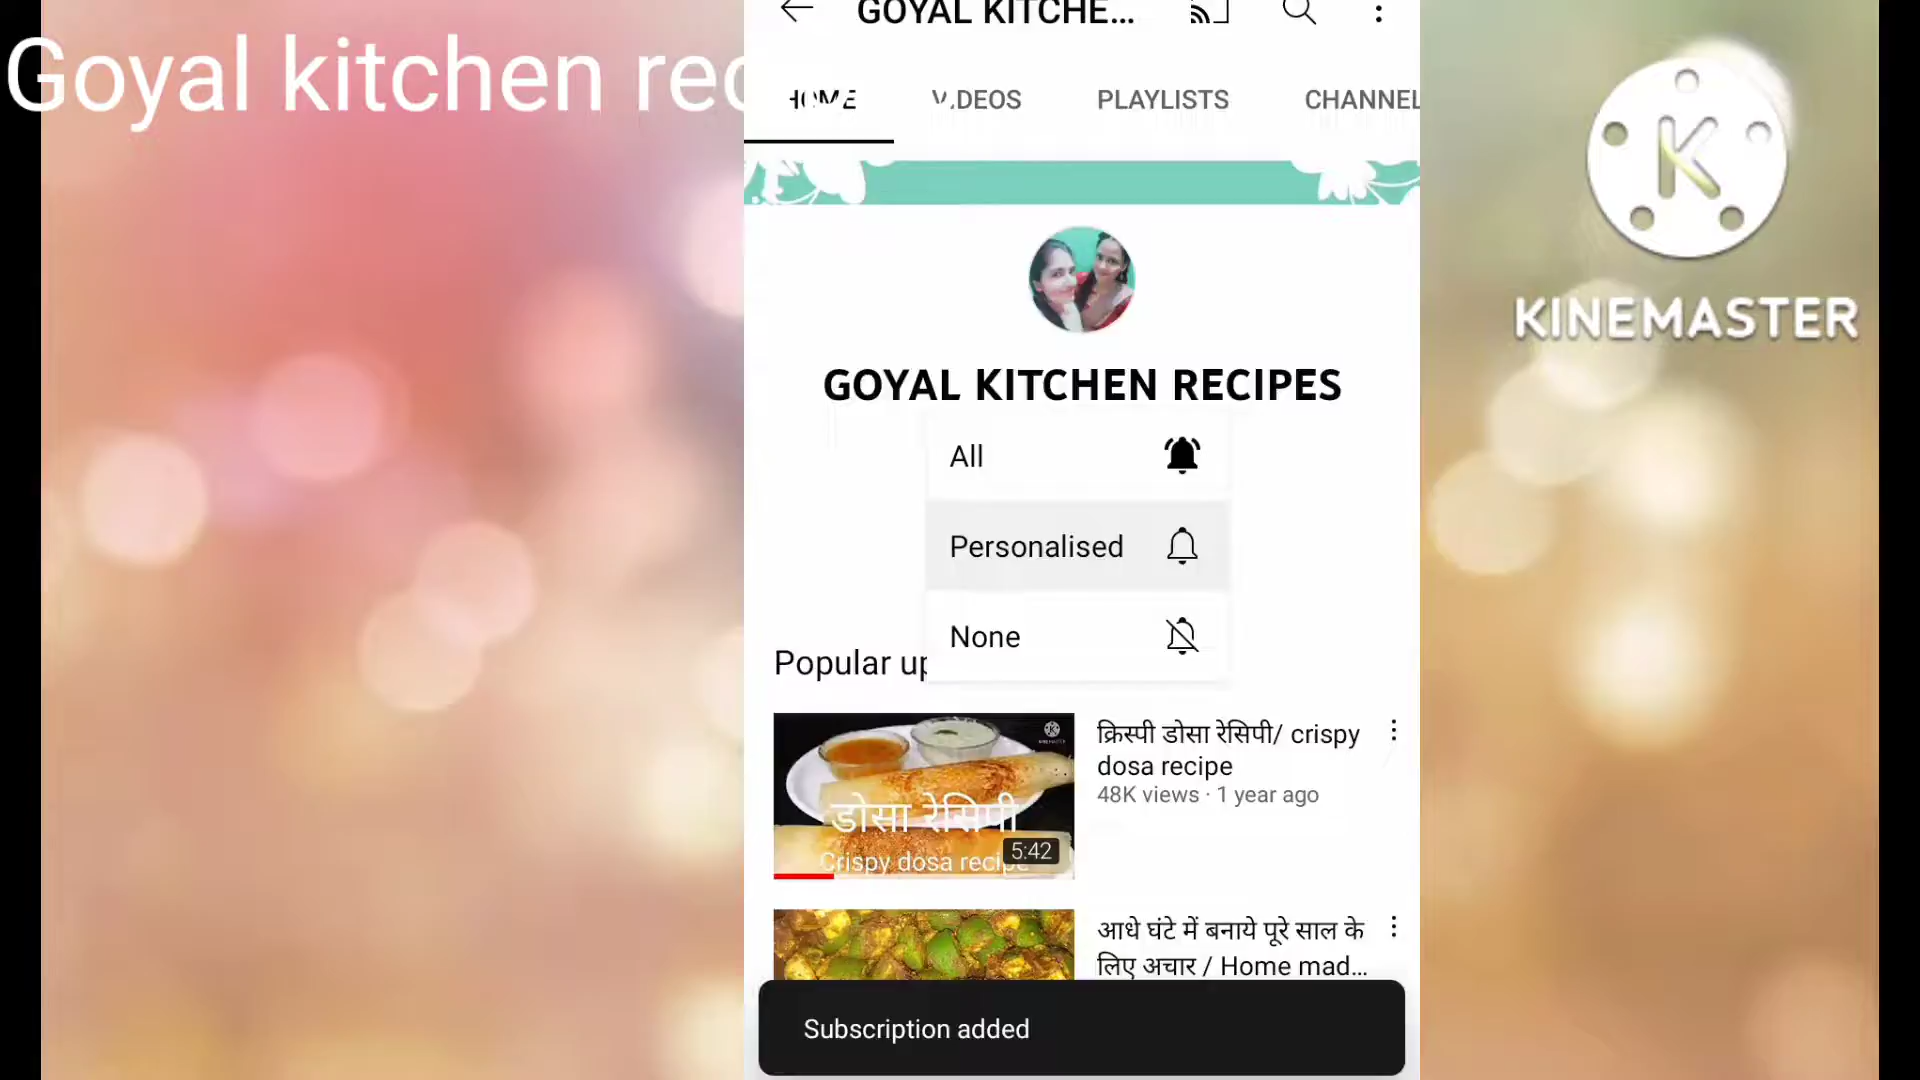 Goyal kitchen rec
GOYAL KITCHE...
HOME
VIDEOS
PLAYLISTS
CHANNEL
KINEMASTER
GOYAL KITCHEN RECIPES
All
Personalised
None
Popular up
क्रिस्पी डोसा रेसिपी/ crispy
dosa recipe
48K views · 1 year ago
डोसा रेसिपी
Crispy dosa recipe
5:42
आधे घंटे में बनाये पूरे साल के
लिए अचार / Home mad...
Subscription added